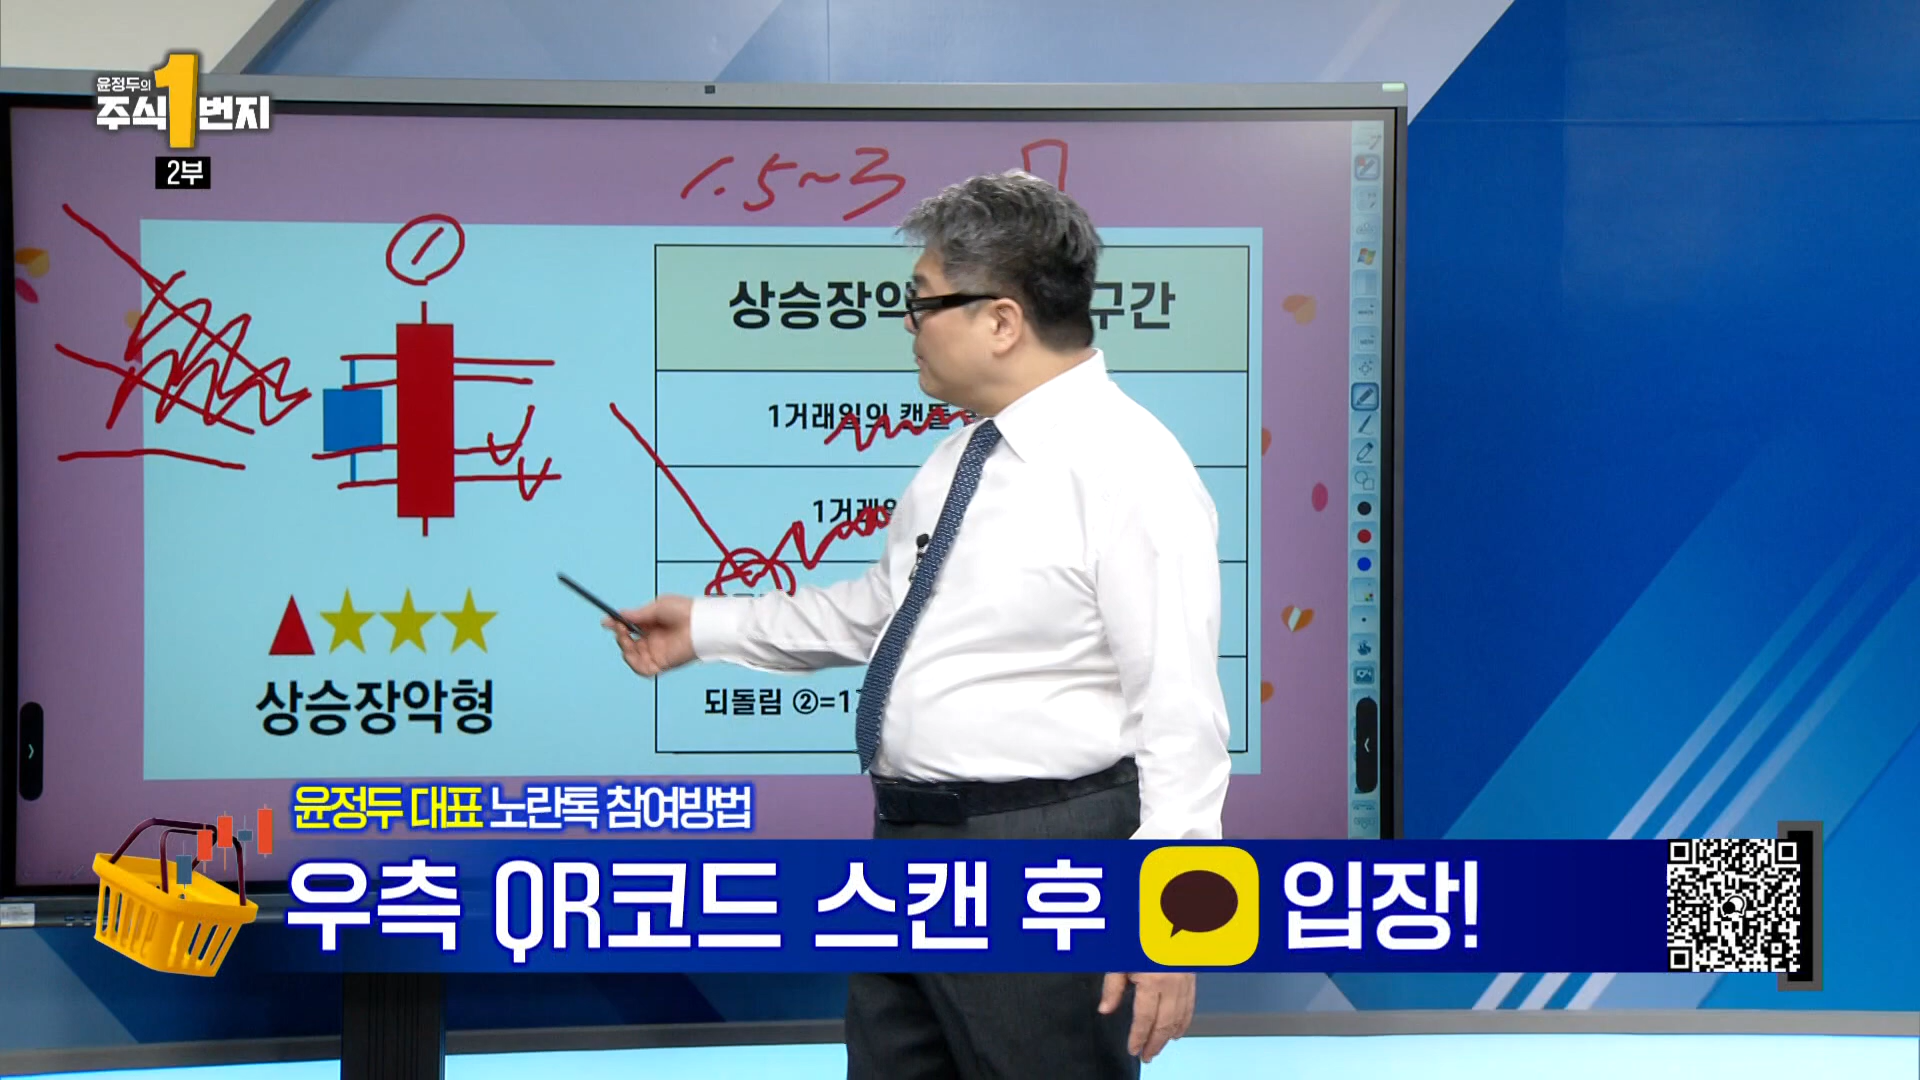 윤정두의
주식1번지
2부
1.5~3
①
상승장악 구간
1거래일의 캔들
1거래일
되돌림 ②=1
상승장악형
윤정두 대표 노란톡 참여방법
우측 QR코드 스캔 후 입장!